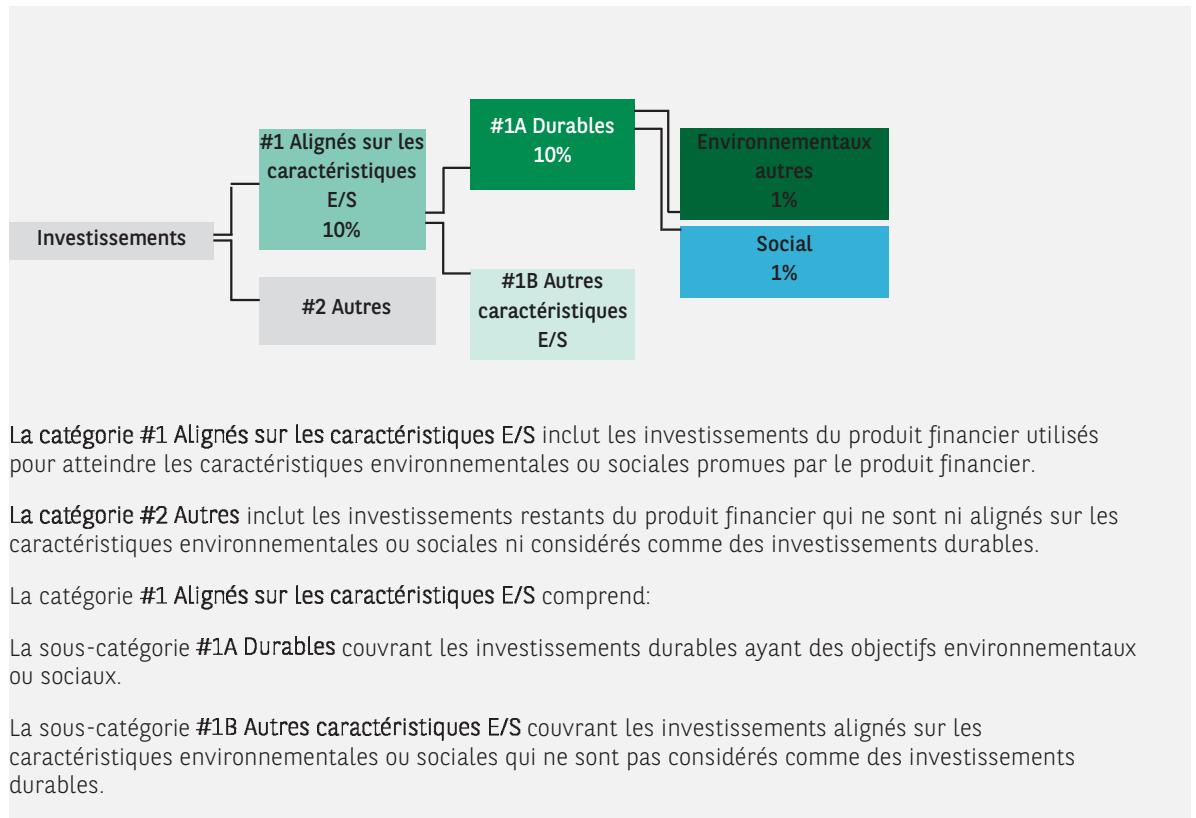 #1A Durables
10%
#1 Alignés sur les
caractéristiques
E/S
10%
Environnementaux
autres
1%
Investissements
Social
1%
#1B Autres
caractéristiques
E/S
#2 Autres
La catégorie #1 Alignés sur les caractéristiques E/S inclut les investissements du produit financier utilisés
pour atteindre les caractéristiques environnementales ou sociales promues par le produit financier.
La catégorie #2 Autres inclut les investissements restants du produit financier qui ne sont ni alignés sur les
caractéristiques environnementales ou sociales ni considérés comme des investissements durables.
La catégorie #1 Alignés sur les caractéristiques E/S comprend:
La sous-catégorie #1A Durables couvrant les investissements durables ayant des objectifs environnementaux
ou sociaux.
La sous-catégorie #1B Autres caractéristiques E/S couvrant les investissements alignés sur les
caractéristiques environnementales ou sociales qui ne sont pas considérés comme des investissements
durables.